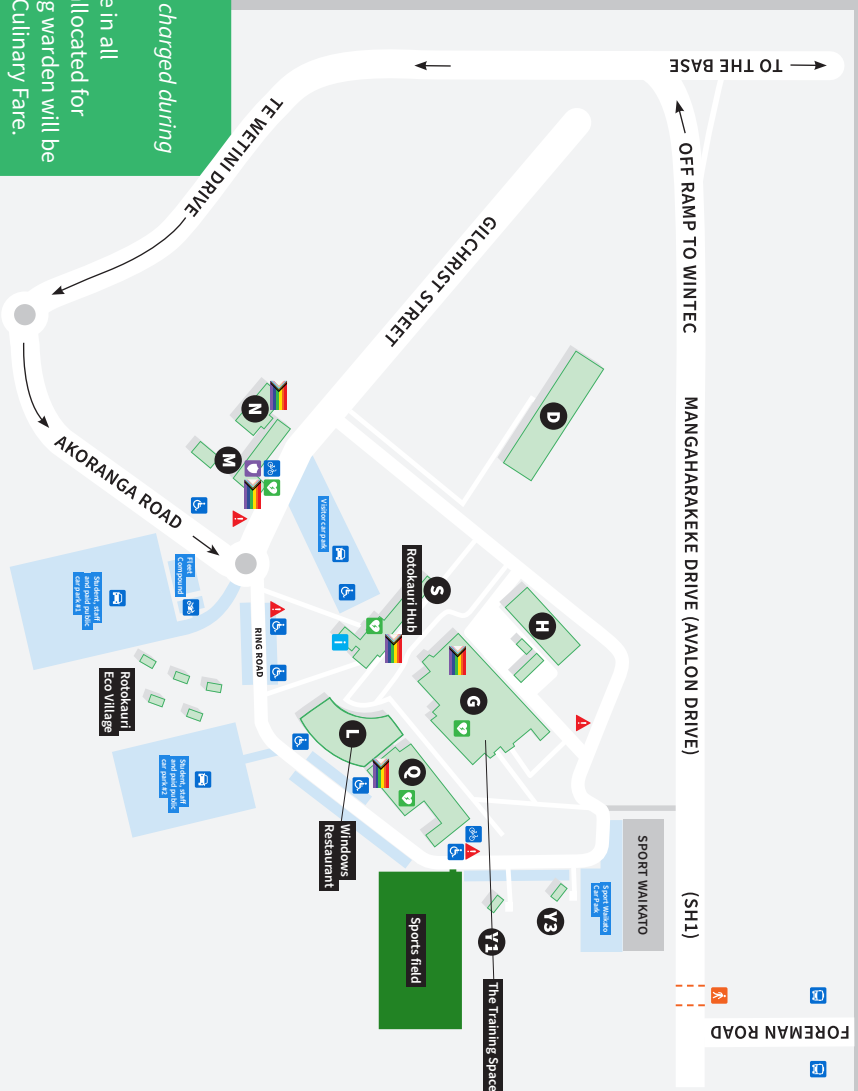 charged during
e in all
allocated for
g warden will be
Culinary Fare.
TO THE BASE
OFF RAMP TO WINTEC
MANGAHARAKEKE DRIVE (AVALON DRIVE)
(SH1)
FOREMAN ROAD
TE WETINI DRIVE
GILCHRIST STREET
AKORANGA ROAD
RING ROAD
D
N
M
S
H
G
L
Q
Y3
Y1
Visitor car park
Rotokauri Hub
i
Fleet
Compound
Student, staff
and paid public
car park #1
Rotokauri
Eco Village
Student, staff
and paid public
car park #2
Windows
Restaurant
Sports field
The Training Space
Sport Waikato
Car Park
SPORT WAIKATO